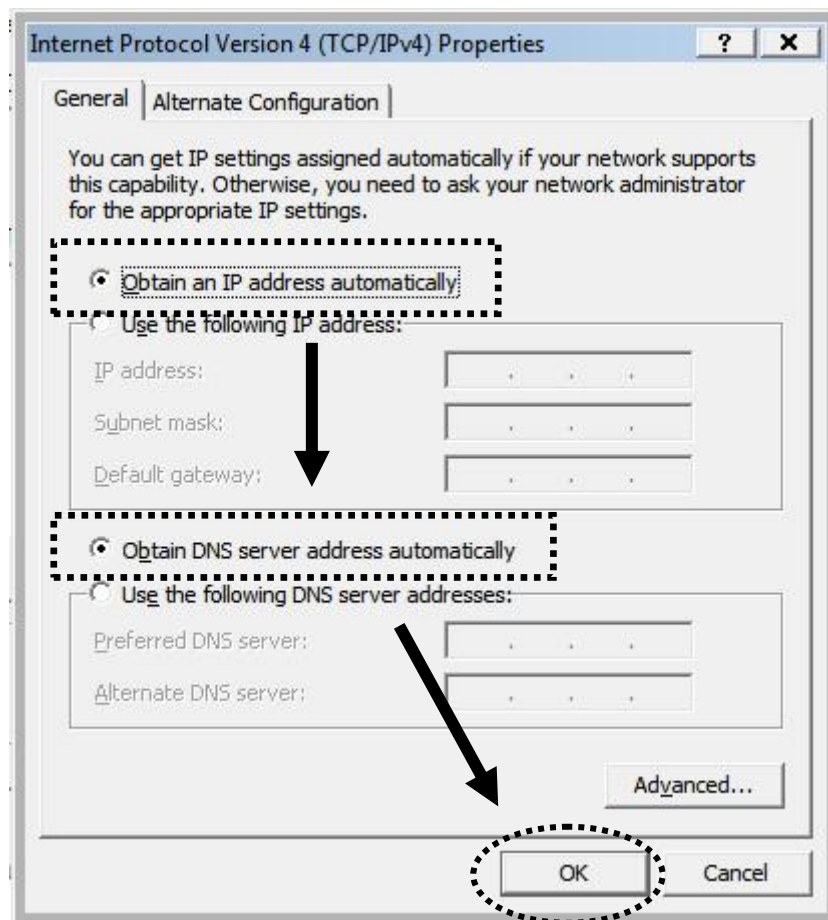 Internet Protocol Version 4 (TCP/IPv4) Properties
General
Alternate Configuration
You can get IP settings assigned automatically if your network supports
this capability. Otherwise, you need to ask your network administrator
for the appropriate IP settings.
Obtain an IP address automatically
Use the following IP address:
IP address:
Subnet mask:
Default gateway:
Obtain DNS server address automatically
Use the following DNS server addresses:
Preferred DNS server:
Alternate DNS server:
Advanced...
OK
Cancel